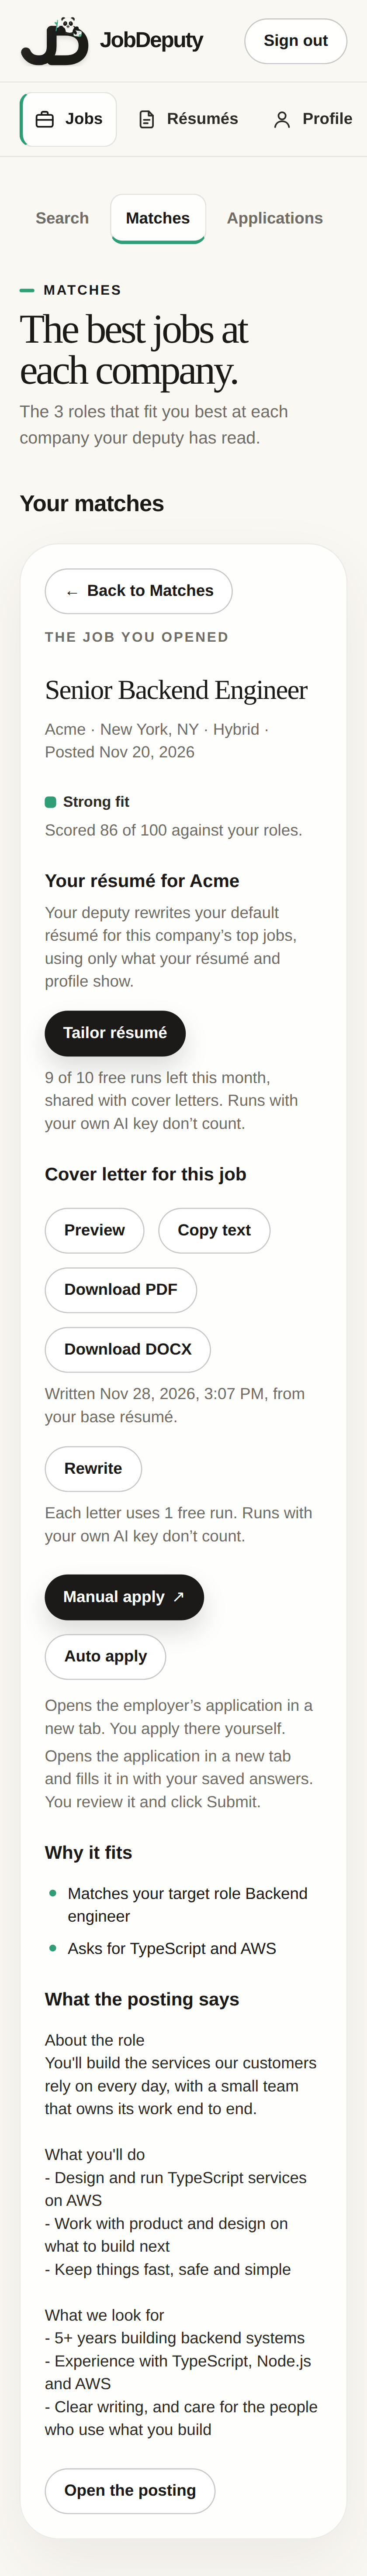 JD JobDeputy
Sign out
Jobs
Résumés
Profile
Search
Matches
Applications
MATCHES
The best jobs at
each company.
The 3 roles that fit you best at each
company your deputy has read.
Your matches
← Back to Matches
THE JOB YOU OPENED
Senior Backend Engineer
Acme · New York, NY · Hybrid ·
Posted Nov 20, 2026
Strong fit
Scored 86 of 100 against your roles.
Your résumé for Acme
Your deputy rewrites your default
résumé for this company’s top jobs,
using only what your résumé and
profile show.
Tailor résumé
9 of 10 free runs left this month,
shared with cover letters. Runs with
your own AI key don’t count.
Cover letter for this job
Preview
Copy text
Download PDF
Download DOCX
Written Nov 28, 2026, 3:07 PM, from
your base résumé.
Rewrite
Each letter uses 1 free run. Runs with
your own AI key don’t count.
Manual apply ↗
Auto apply
Opens the employer’s application in a
new tab. You apply there yourself.
Opens the application in a new tab
and fills it in with your saved answers.
You review it and click Submit.
Why it fits
Matches your target role Backend
engineer
Asks for TypeScript and AWS
What the posting says
About the role
You'll build the services our customers
rely on every day, with a small team
that owns its work end to end.
What you'll do
- Design and run TypeScript services
on AWS
- Work with product and design on
what to build next
- Keep things fast, safe and simple
What we look for
- 5+ years building backend systems
- Experience with TypeScript, Node.js
and AWS
- Clear writing, and care for the people
who use what you build
Open the posting